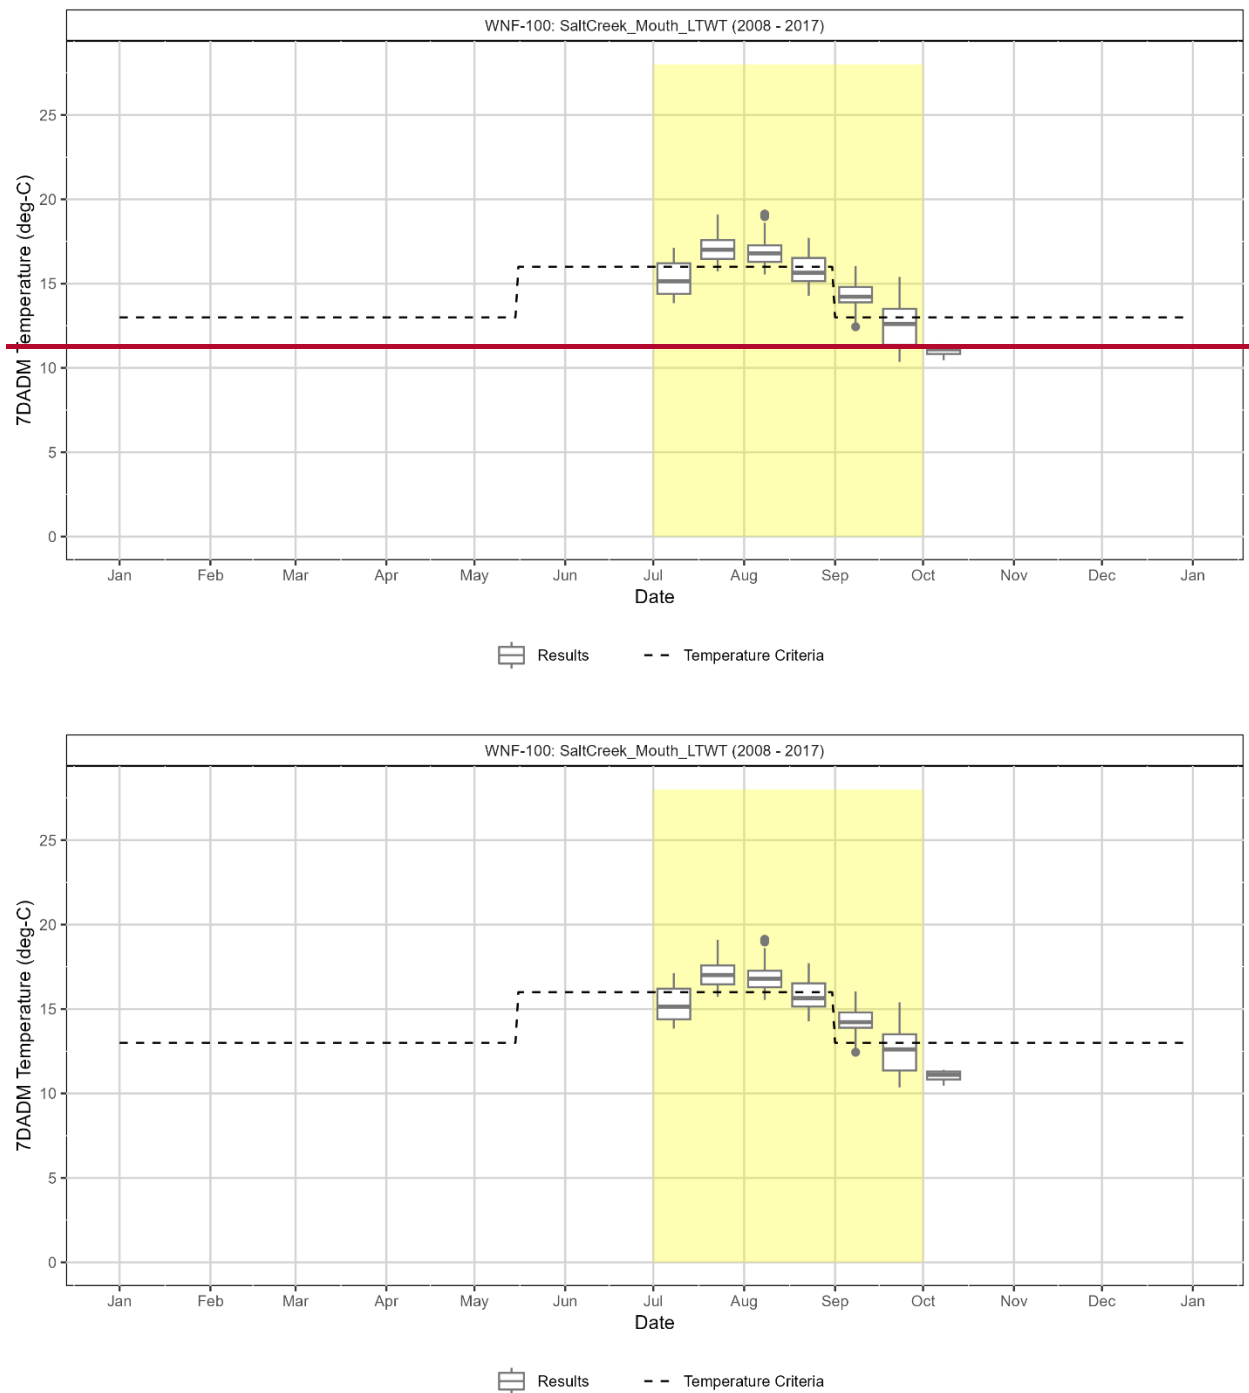 WNF-100: SaltCreek_Mouth_LTWT (2008 - 2017)
25
20
15
10
5
0
7DADM Temperature (deg-C)
Jan Feb Mar Apr May Jun Jul Aug Sep Oct Nov Dec Jan
Date
Results Temperature Criteria
WNF-100: SaltCreek_Mouth_LTWT (2008 - 2017)
25
20
15
10
5
0
7DADM Temperature (deg-C)
Jan Feb Mar Apr May Jun Jul Aug Sep Oct Nov Dec Jan
Date
Results Temperature Criteria